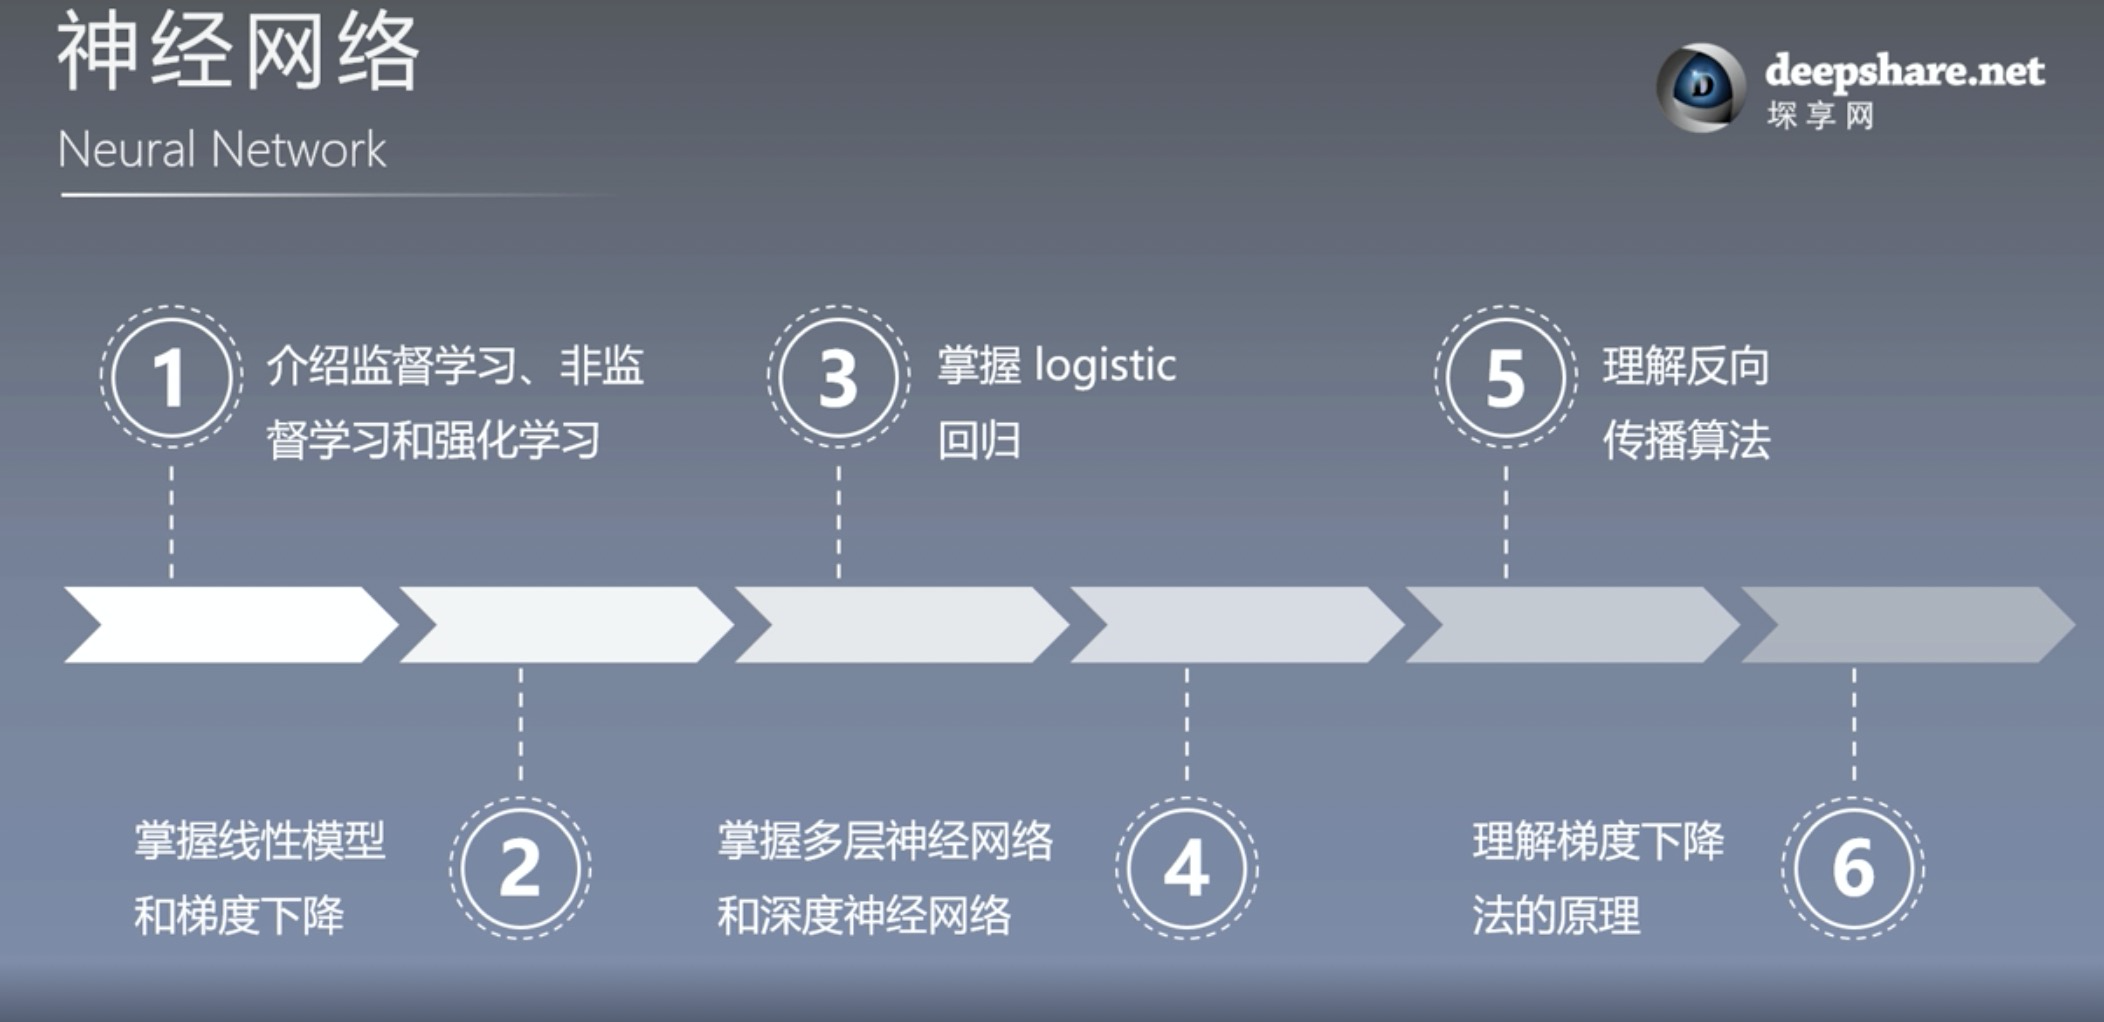 神经网络
Neural Network
deepshare.net
堔享网
1
介绍监督学习、非监
督学习和强化学习
3
掌握 logistic
回归
5
理解反向
传播算法
掌握线性模型
和梯度下降
2
掌握多层神经网络
和深度神经网络
4
理解梯度下降
法的原理
6